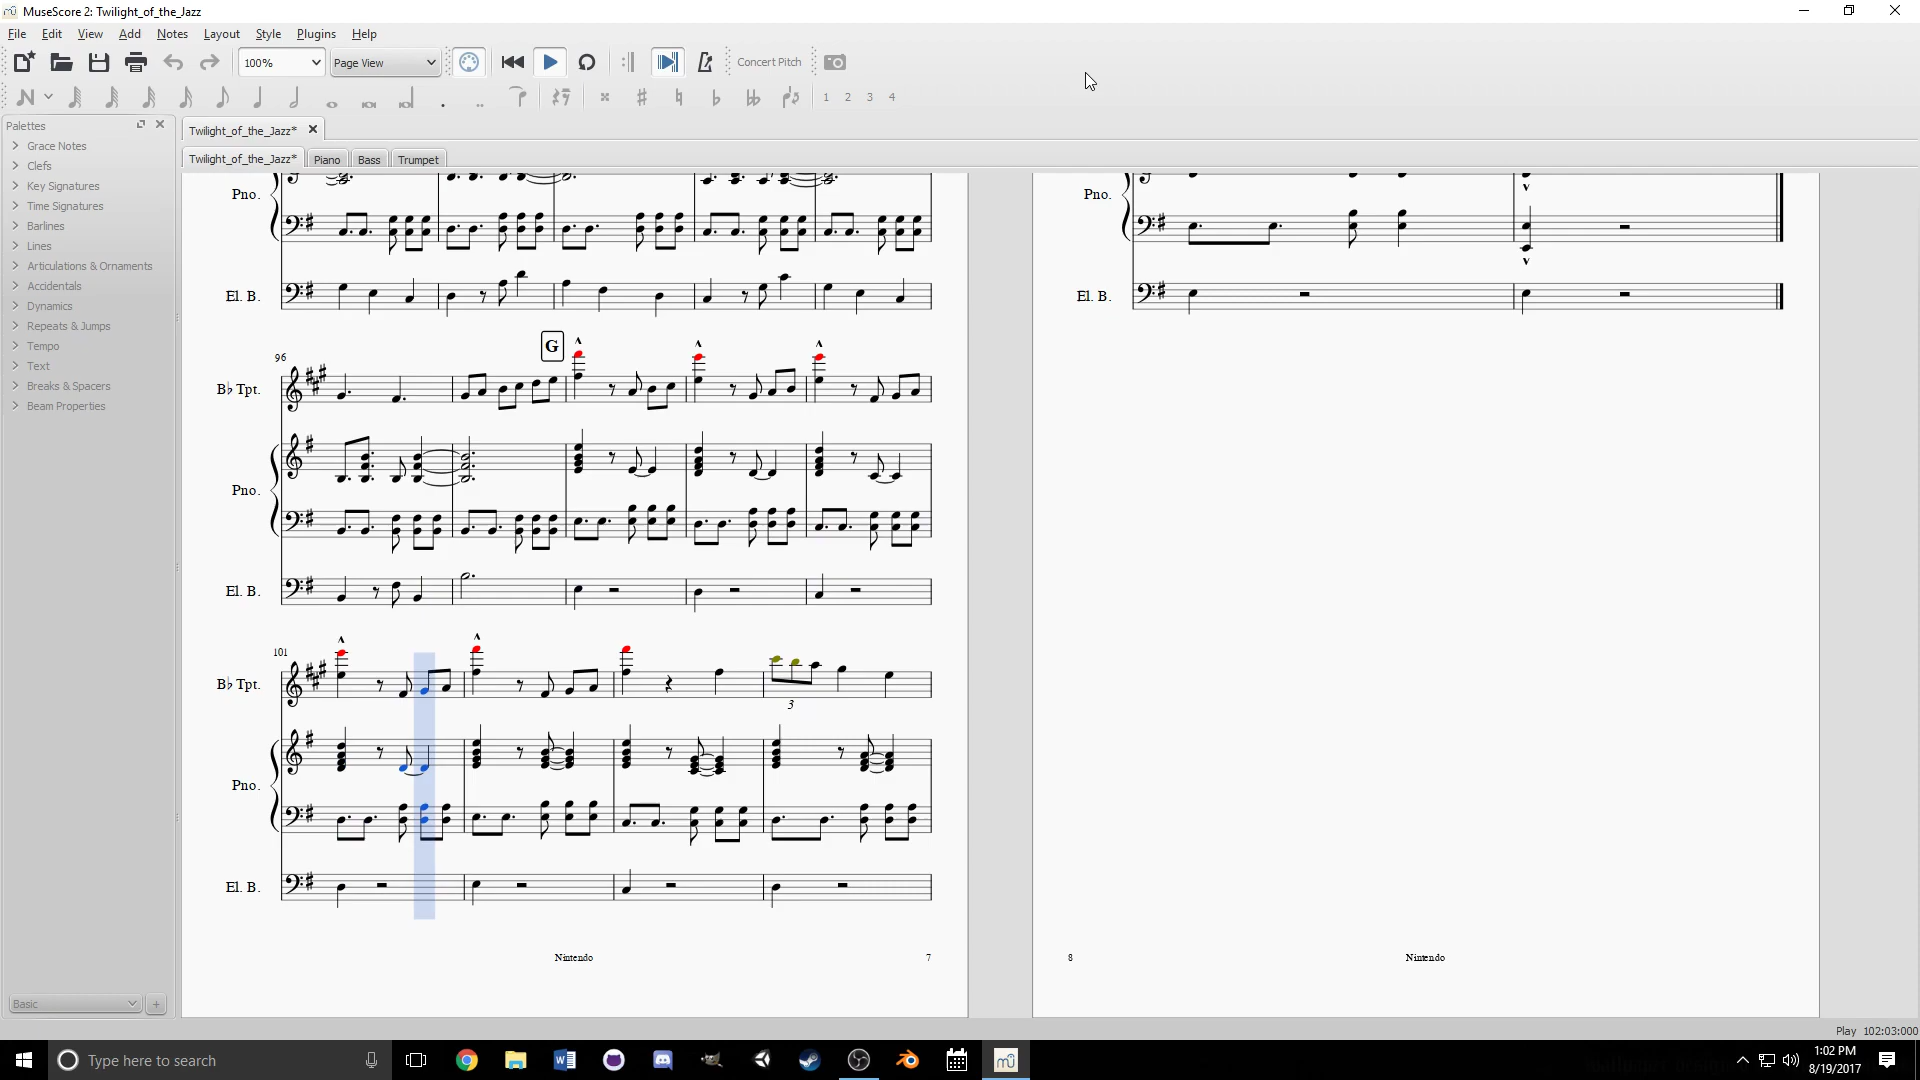 MuseScore 2: Twilight_of_the_Jazz
File Edit View Add Notes Layout Style Plugins Help
100% Page View Concert Pitch
1 2 3 4
Palettes
Grace Notes
Clefs
Key Signatures
Time Signatures
Barlines
Lines
Articulations & Ornaments
Accidentals
Dynamics
Repeats & Jumps
Tempo
Text
Breaks & Spacers
Beam Properties
Basic
Twilight_of_the_Jazz*
Twilight_of_the_Jazz* Piano Bass Trumpet
Pno.
El. B.
96 G
B♭ Tpt.
Pno.
El. B.
101
B♭ Tpt.
3
Pno.
El. B.
Nintendo 7
Pno.
El. B.
8 Nintendo
Play 102:03:000
Type here to search
1:02 PM
8/19/2017